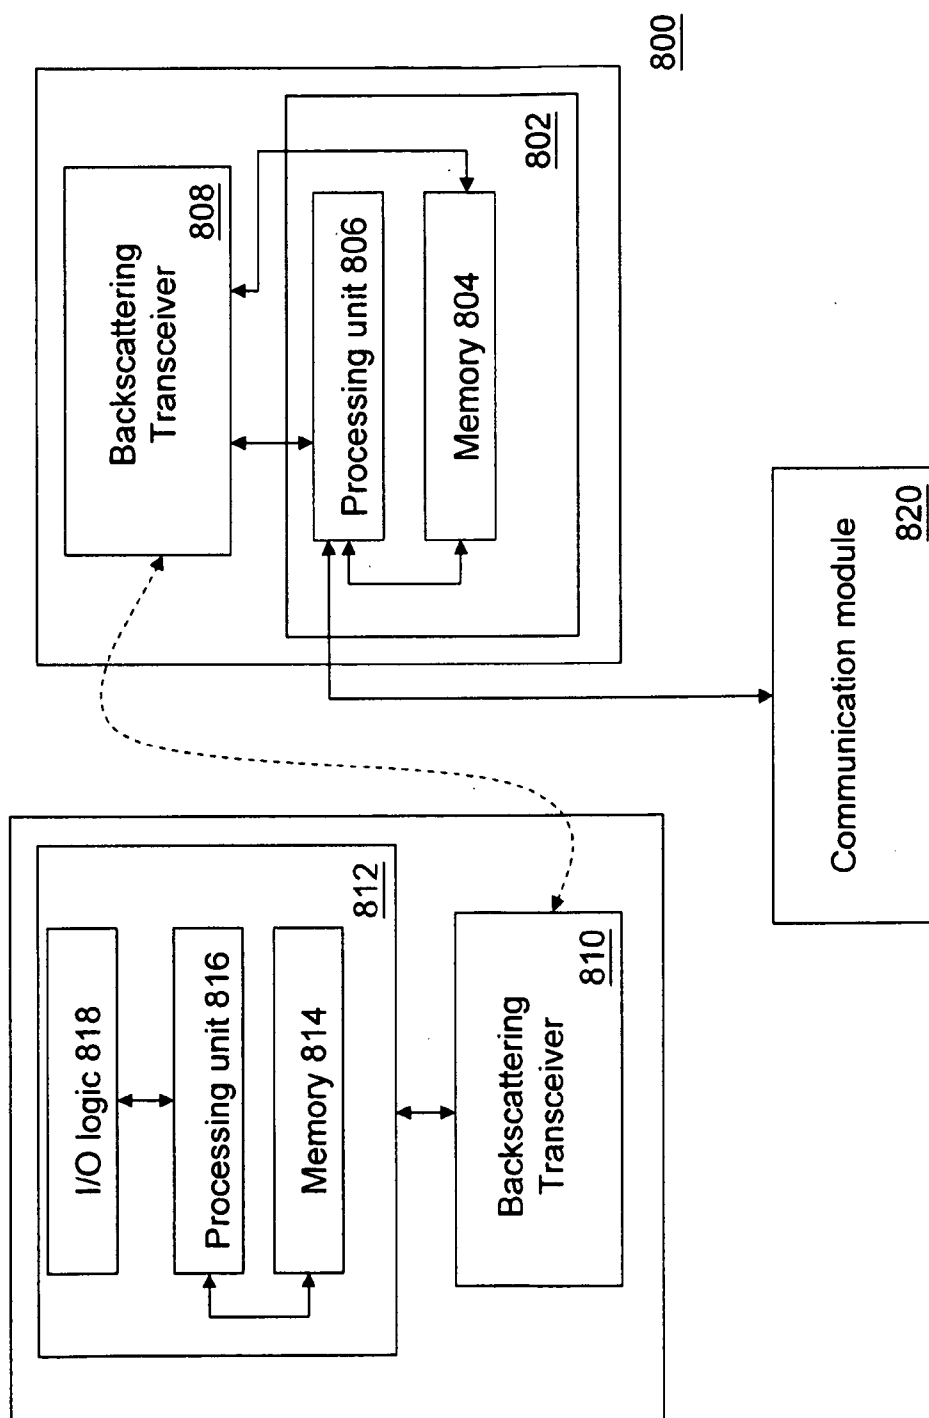 I/O logic 818
Processing unit 816
Memory 814
812
Backscattering
Transceiver
810
Backscattering
Transceiver
808
Processing unit 806
Memory 804
802
800
Communication module
820